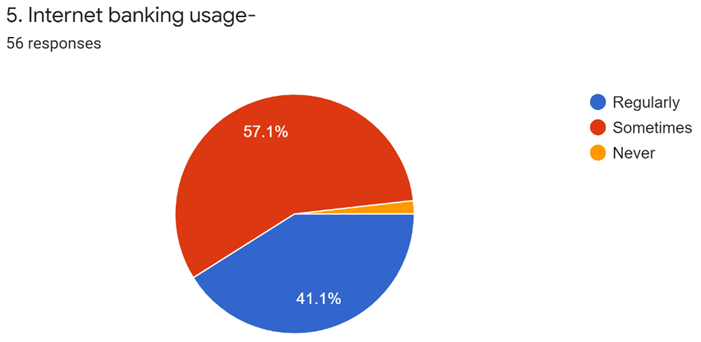 5. Internet banking usage-
56 responses
57.1%
41.1%
Regularly
Sometimes
Never